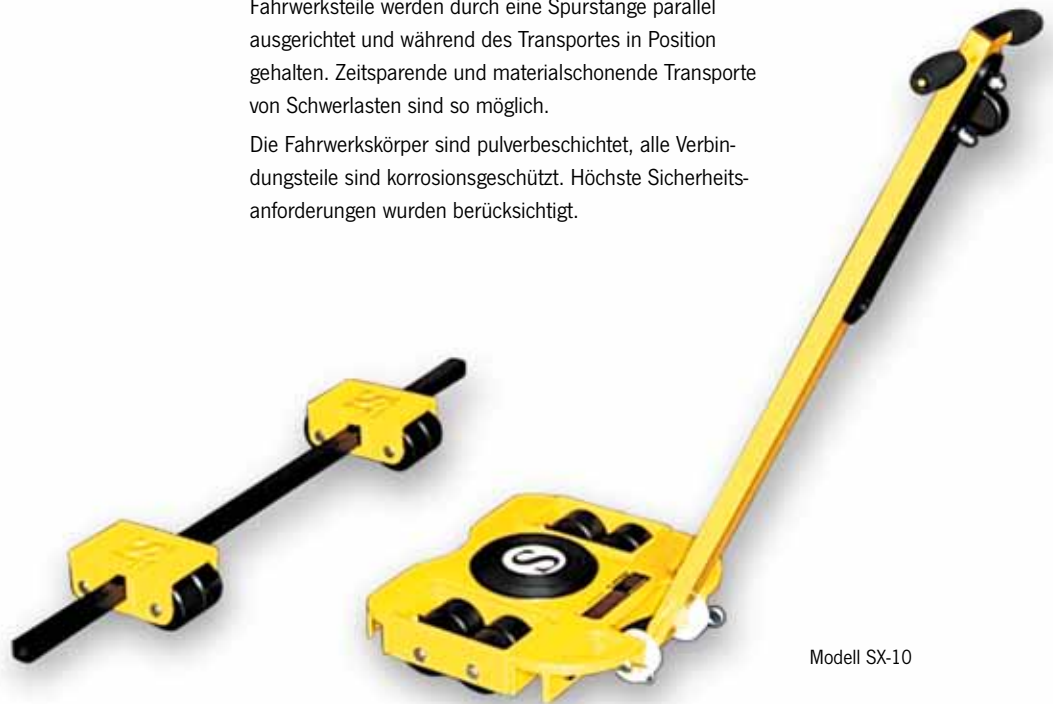 Fahrwerksteile werden durch eine Spurstange parallel
ausgerichtet und während des Transportes in Position
gehalten. Zeitsparende und materialschonende Transporte
von Schwerlasten sind so möglich.
Die Fahrwerkskörper sind pulverbeschichtet, alle Verbin-
dungsteile sind korrosionsgeschützt. Höchste Sicherheits-
anforderungen wurden berücksichtigt.
S
Modell SX-10